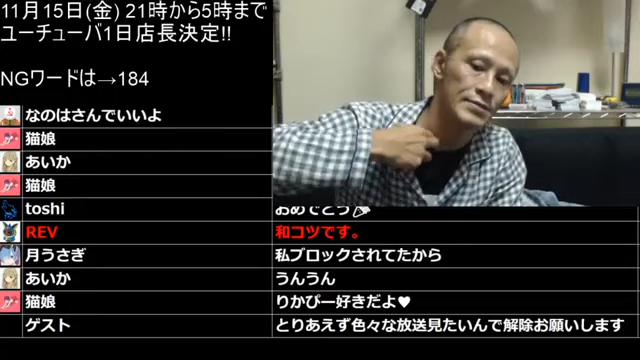 11月15日(金) 21時から5時まで
ユーチューバ1日店長決定!!
NGワードは→184
なのはさんでいいよ
猫娘
あいか
猫娘
toshi おめでとう🎉
REV 和コツです。
月うさぎ 私ブロックされてたから
あいか うんうん
猫娘 りかぴー好きだよ♥
ゲスト とりあえず色々な放送見たいんで解除お願いします